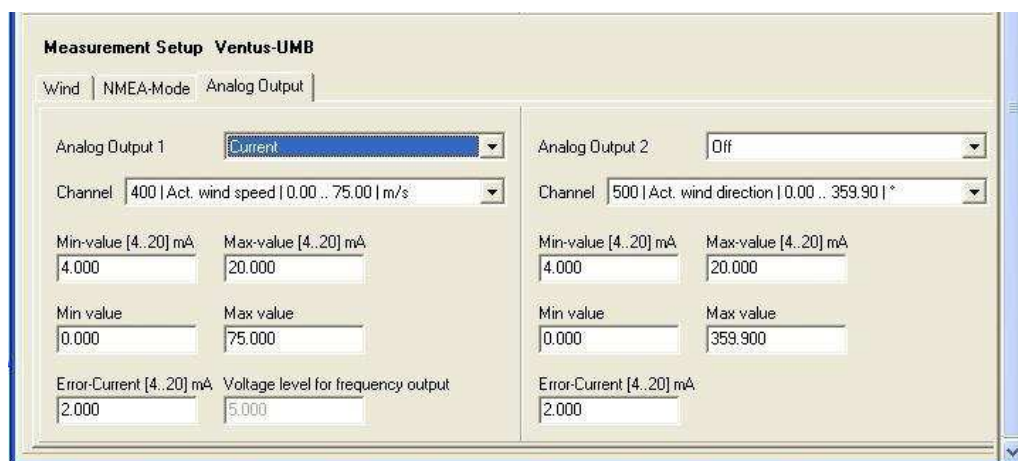 Measurement Setup Ventus-UMB
Wind NMEA-Mode Analog Output
Analog Output 1 Current
Channel 400 | Act. wind speed | 0.00 .. 75.00 | m/s
Min-value [4..20] mA Max-value [4..20] mA
4.000 20.000
Min value Max value
0.000 75.000
Error-Current [4..20] mA Voltage level for frequency output
2.000 5.000
Analog Output 2 Off
Channel 500 | Act. wind direction | 0.00 .. 359.90 | °
Min-value [4..20] mA Max-value [4..20] mA
4.000 20.000
Min value Max value
0.000 359.900
Error-Current [4..20] mA
2.000